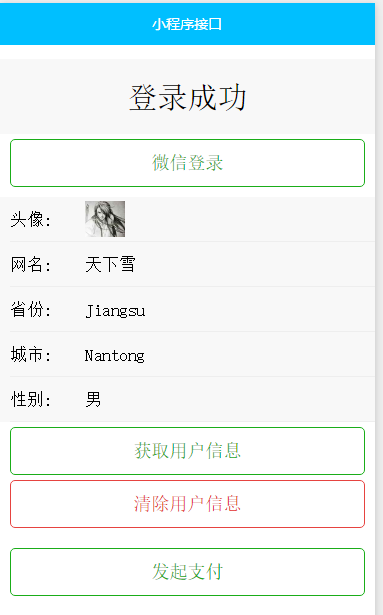 小程序接口
登录成功
微信登录
头像:
网名: 天下雪
省份: Jiangsu
城市: Nantong
性别: 男
获取用户信息
清除用户信息
发起支付